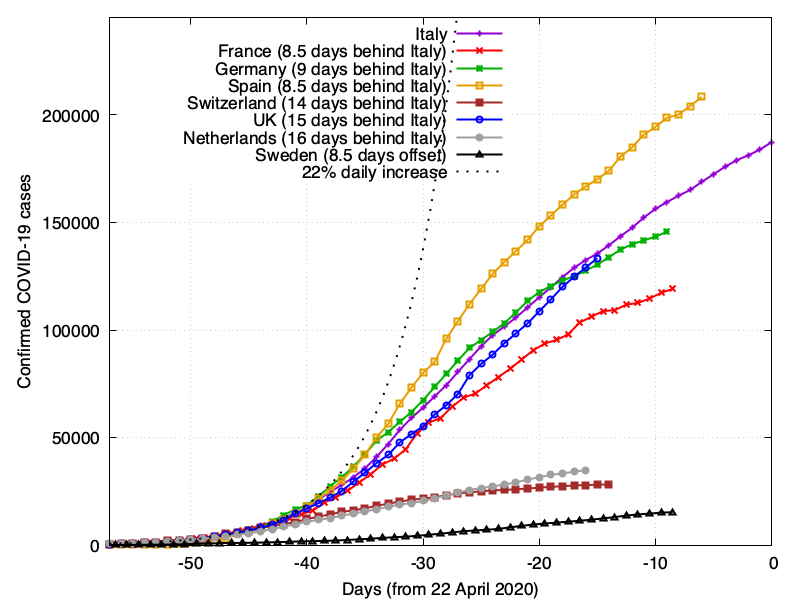 Italy
France (8.5 days behind Italy)
Germany (9 days behind Italy)
Spain (8.5 days behind Italy)
Switzerland (14 days behind Italy)
UK (15 days behind Italy)
Netherlands (16 days behind Italy)
Sweden (8.5 days offset)
22% daily increase
200000
150000
100000
50000
0
Confirmed COVID-19 cases
-50 -40 -30 -20 -10 0
Days (from 22 April 2020)